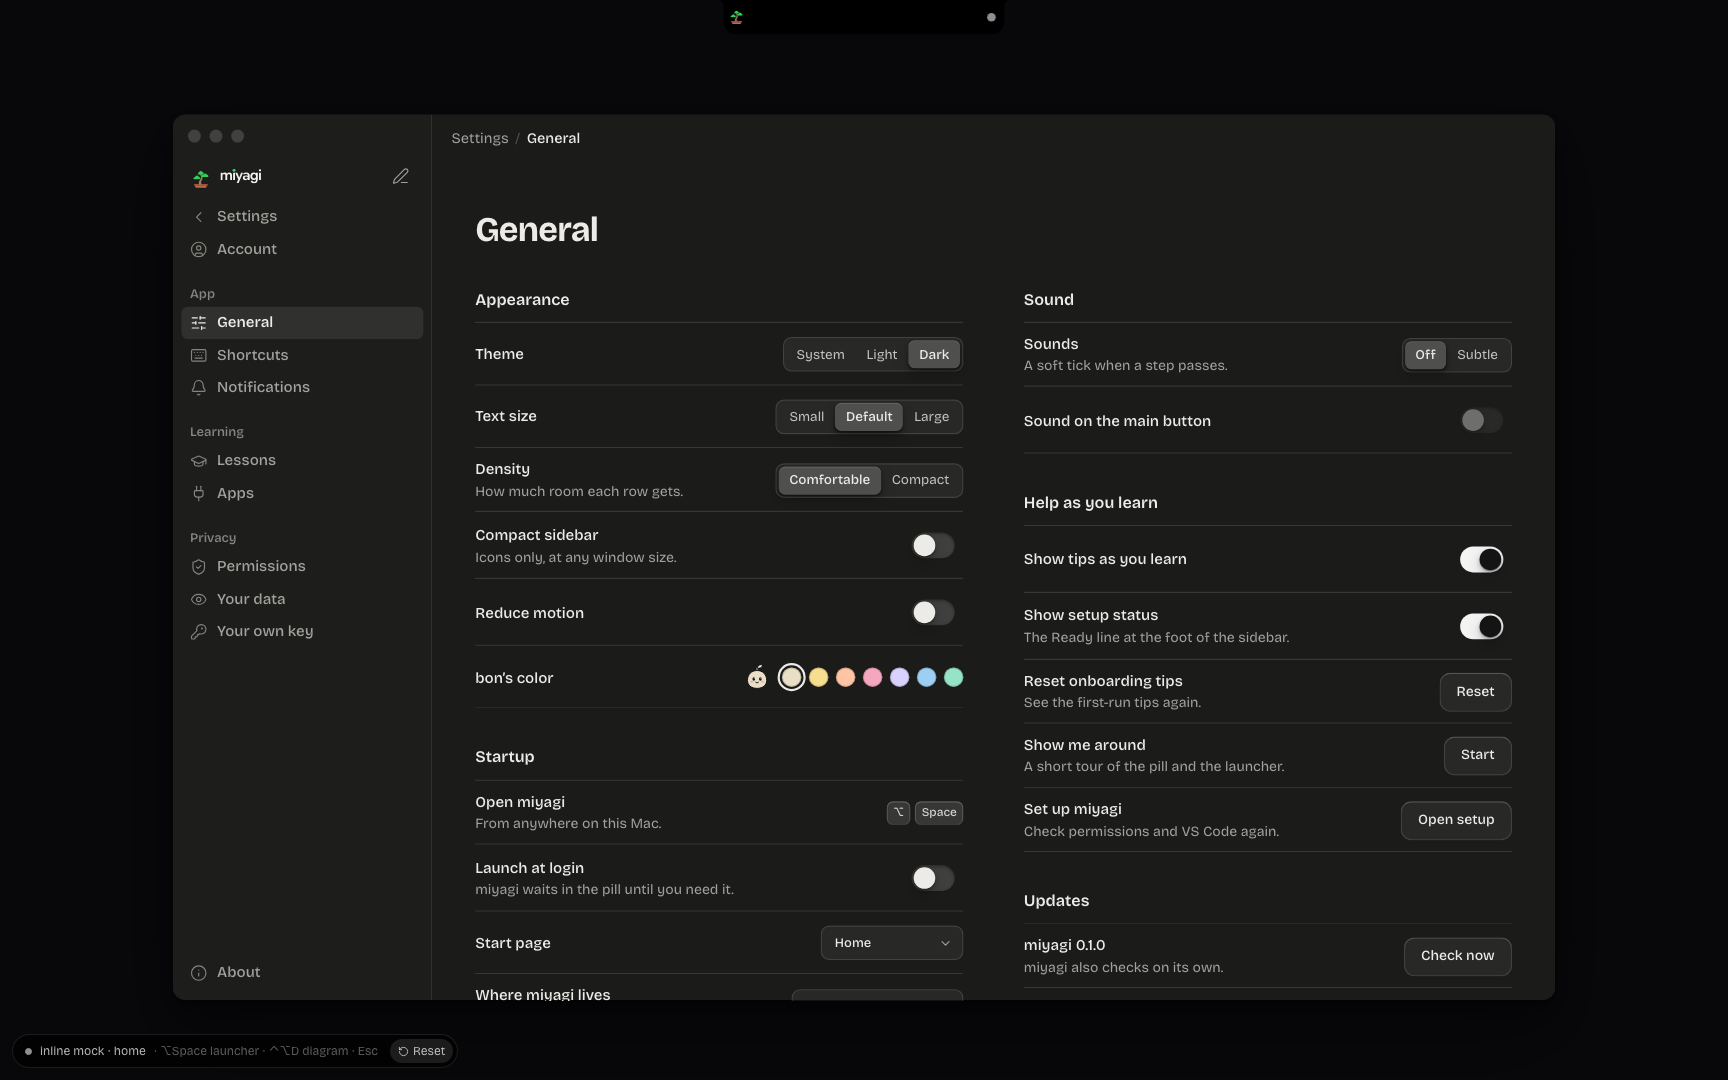 miyagi
Settings
Account
App
General
Shortcuts
Notifications
Learning
Lessons
Apps
Privacy
Permissions
Your data
Your own key
About
Settings / General
General
Appearance
Theme
System Light Dark
Text size
Small Default Large
Density
How much room each row gets.
Comfortable Compact
Compact sidebar
Icons only, at any window size.
Reduce motion
bon's color
Startup
Open miyagi
From anywhere on this Mac.
⌥ Space
Launch at login
miyagi waits in the pill until you need it.
Start page
Home
Where miyagi lives
Sound
Sounds
A soft tick when a step passes.
Off Subtle
Sound on the main button
Help as you learn
Show tips as you learn
Show setup status
The Ready line at the foot of the sidebar.
Reset onboarding tips
See the first-run tips again.
Reset
Show me around
A short tour of the pill and the launcher.
Start
Set up miyagi
Check permissions and VS Code again.
Open setup
Updates
miyagi 0.1.0
miyagi also checks on its own.
Check now
inline mock · home · ⌥Space launcher · ^⌥D diagram · Esc Reset